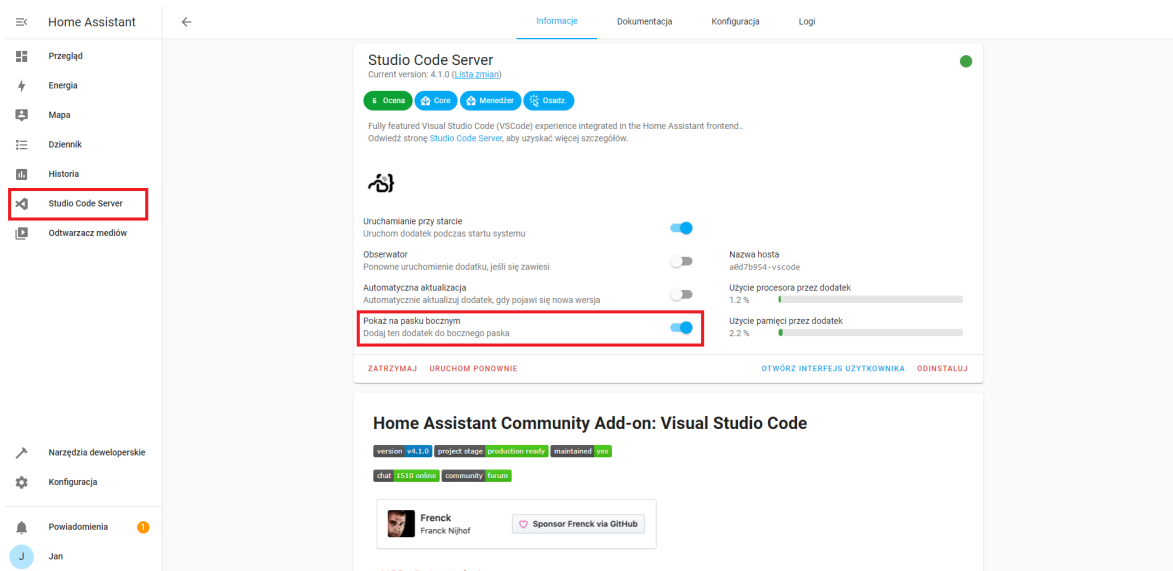 Home Assistant
Informacje
Dokumentacja
Konfiguracja
Logi
Przegląd
Energia
Mapa
Dziennik
Historia
Studio Code Server
Odtwarzacz mediów
Narzędzia deweloperskie
Konfiguracja
Powiadomienia 1
J Jan
Studio Code Server
Current version: 4.1.0 (Lista zmian)
6 Ocena Core Menedżer Osadz.
Fully featured Visual Studio Code (VSCode) experience integrated in the Home Assistant frontend..
Odwiedź stronę Studio Code Server, aby uzyskać więcej szczegółów.
Uruchamianie przy starcie
Uruchom dodatek podczas startu systemu
Obserwator
Ponowne uruchomienie dodatku, jeśli się zawiesi
Automatyczna aktualizacja
Automatycznie aktualizuj dodatek, gdy pojawi się nowa wersja
Pokaż na pasku bocznym
Dodaj ten dodatek do bocznego paska
Nazwa hosta
a0d7b954-vscode
Użycie procesora przez dodatek
1.2 %
Użycie pamięci przez dodatek
2.2 %
ZATRZYMAJ URUCHOM PONOWNIE
OTWÓRZ INTERFEJS UŻYTKOWNIKA ODINSTALUJ
Home Assistant Community Add-on: Visual Studio Code
version v4.1.0 project stage production ready maintained yes
chat 1510 online community forum
Frenck
Franck Nijhof
Sponsor Frenck via GitHub